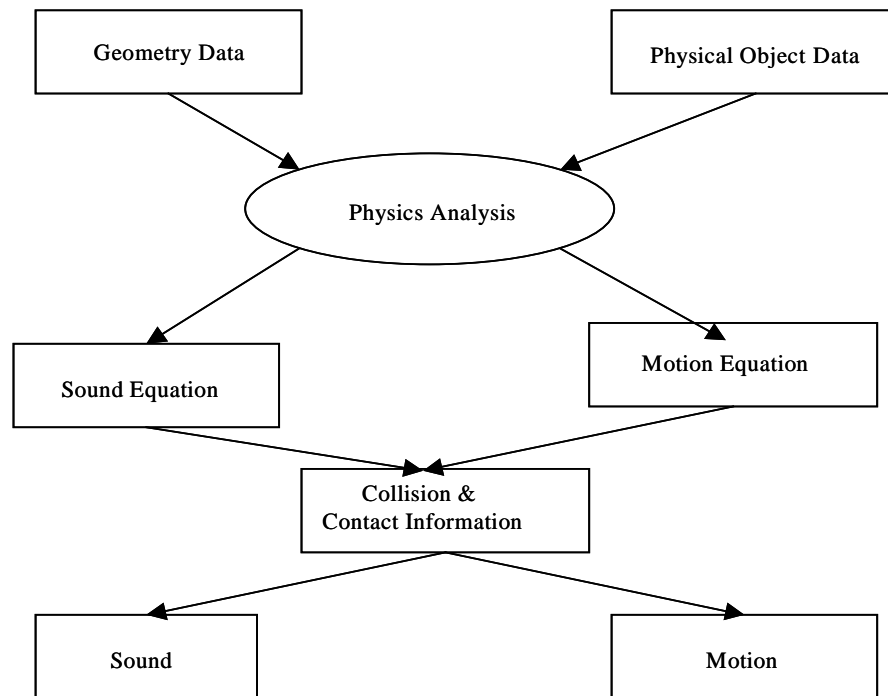 Geometry Data
Physical Object Data
Physics Analysis
Sound Equation
Motion Equation
Collision &
Contact Information
Sound
Motion